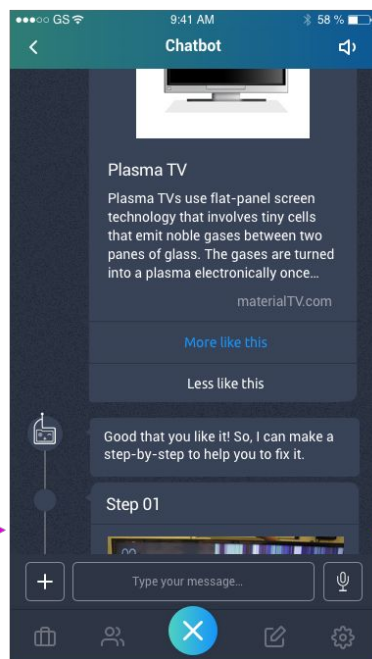 GS 9:41 AM 58 %
Chatbot
Plasma TV
Plasma TVs use flat-panel screen
technology that involves tiny cells
that emit noble gases between two
panes of glass. The gases are turned
into a plasma electronically once...
materialTV.com
More like this
Less like this
Good that you like it! So, I can make a
step-by-step to help you to fix it.
Step 01
Type your message...